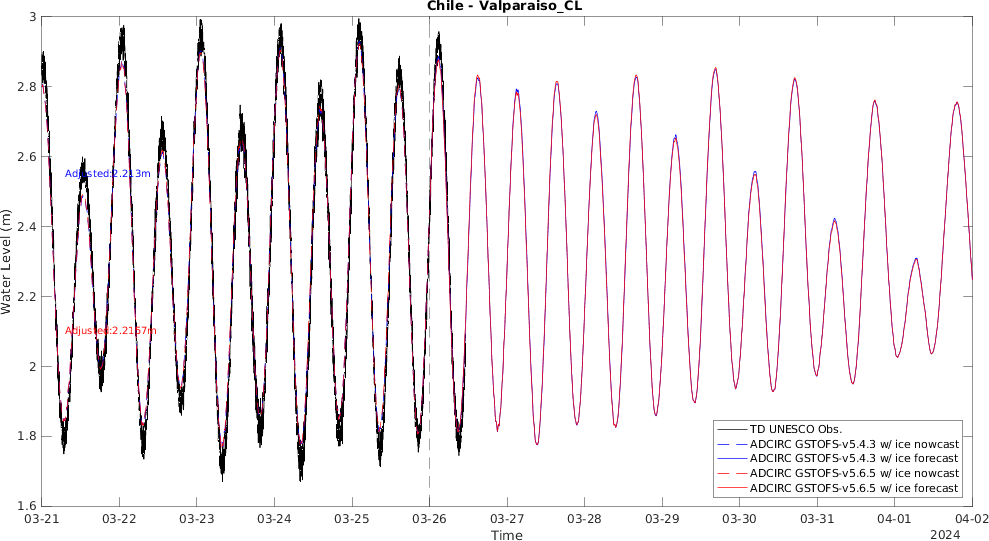 Chile - Valparaiso_CL
3
2.8
2.6
2.4
2.2
2
1.8
1.6
Water Level (m)
Adjusted:2.213m
Adjusted:2.2167m
TD UNESCO Obs.
ADCIRC GSTOFS-v5.4.3 w/ ice nowcast
ADCIRC GSTOFS-v5.4.3 w/ ice forecast
ADCIRC GSTOFS-v5.6.5 w/ ice nowcast
ADCIRC GSTOFS-v5.6.5 w/ ice forecast
03-21 03-22 03-23 03-24 03-25 03-26 03-27 03-28 03-29 03-30 03-31 04-01 04-02
Time
2024